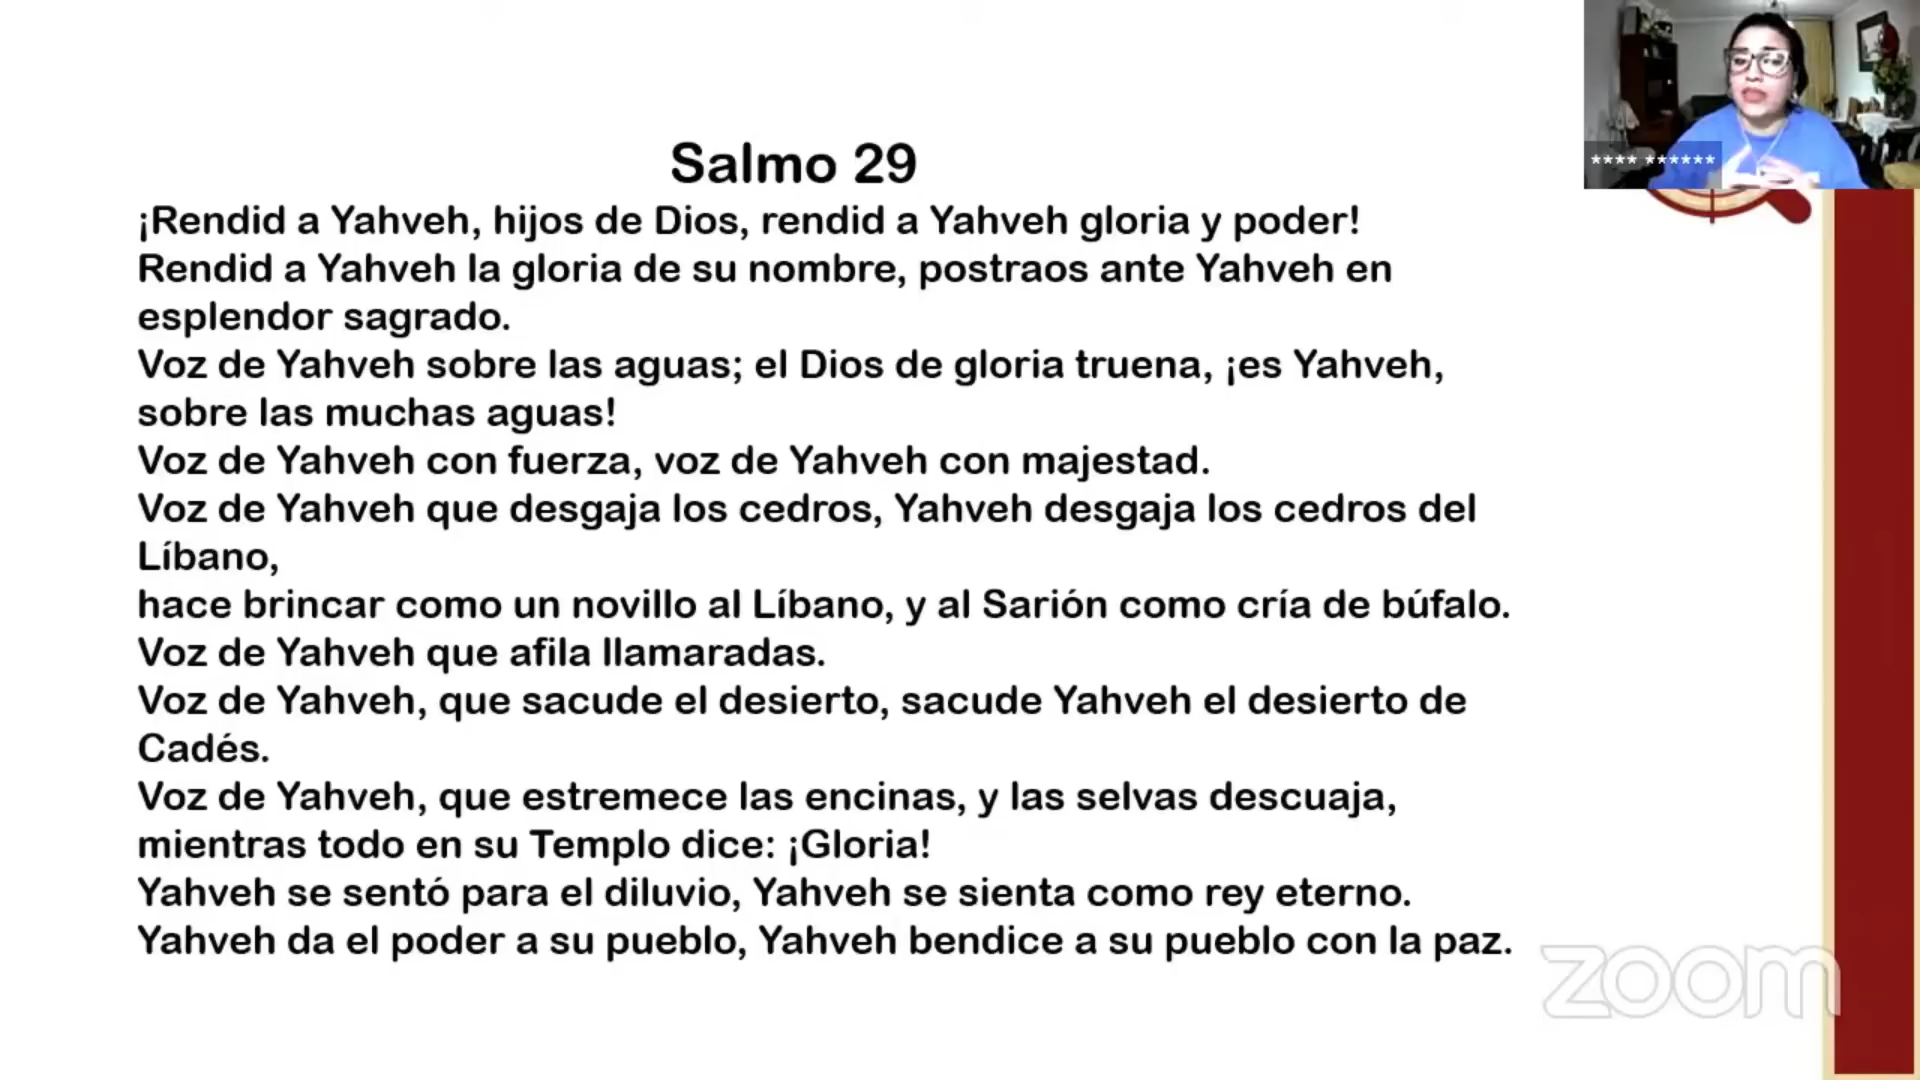 Salmo 29
¡Rendid a Yahveh, hijos de Dios, rendid a Yahveh gloria y poder!
Rendid a Yahveh la gloria de su nombre, postraos ante Yahveh en
esplendor sagrado.
Voz de Yahveh sobre las aguas; el Dios de gloria truena, ¡es Yahveh,
sobre las muchas aguas!
Voz de Yahveh con fuerza, voz de Yahveh con majestad.
Voz de Yahveh que desgaja los cedros, Yahveh desgaja los cedros del
Líbano,
hace brincar como un novillo al Líbano, y al Sarión como cría de búfalo.
Voz de Yahveh que afila llamaradas.
Voz de Yahveh, que sacude el desierto, sacude Yahveh el desierto de
Cadés.
Voz de Yahveh, que estremece las encinas, y las selvas descuaja,
mientras todo en su Templo dice: ¡Gloria!
Yahveh se sentó para el diluvio, Yahveh se sienta como rey eterno.
Yahveh da el poder a su pueblo, Yahveh bendice a su pueblo con la paz.
**** ******
zoom